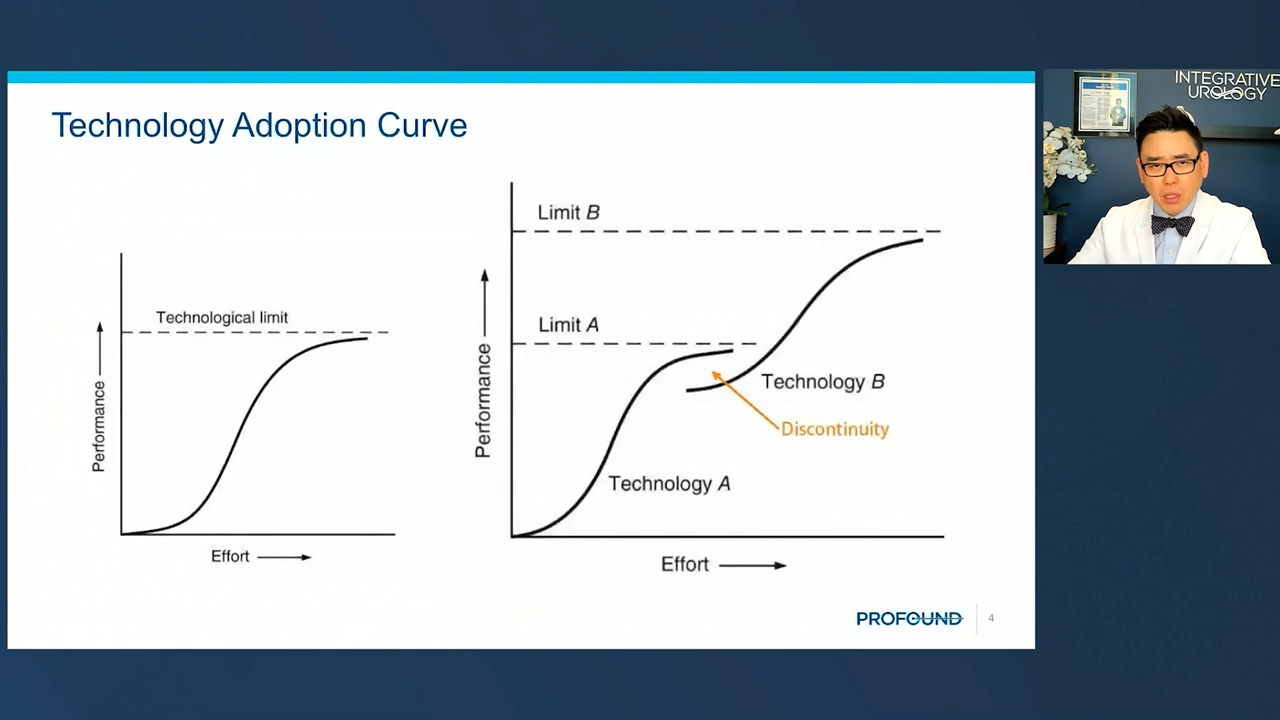 Technology Adoption Curve
Technological limit
Performance
Effort
Limit B
Limit A
Performance
Technology B
Discontinuity
Technology A
Effort
PROFOUND
4
INTEGRATIVE
UROLOGY